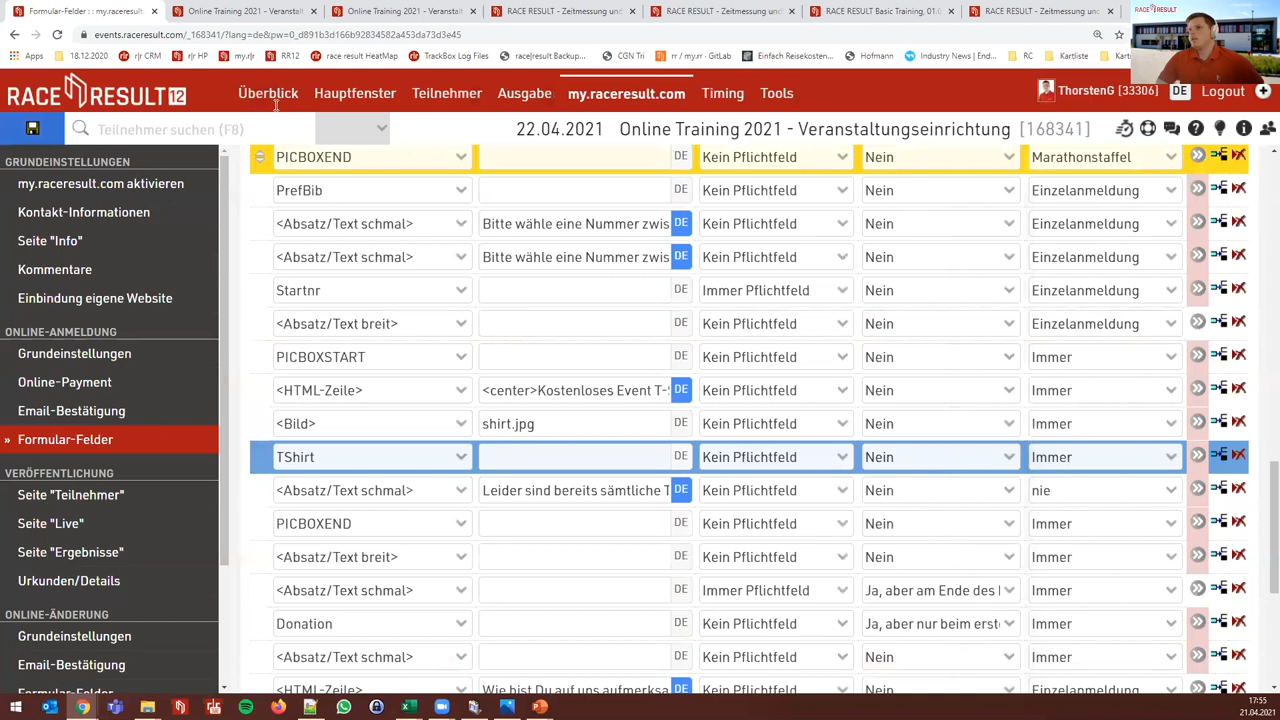 Formular-Felder : : my.raceresult
Online Training 2021 - Veranstalt
Online Training 2021 - Veranstalt
RACE RESULT - Zeitmessung und
RACE RESULT - Zeitmessung und
RACE RESULT Basic Training, 01.0
RACE RESULT - Zeitmessung und
events.raceresult.com/_168341/?lang=de&pw=0_d891b3d166b92834582a453da730fe45
Apps
18.12.2020
r|r CRM
r|r HP
my.r|r
RR12
race result HeatMap
TrackBox Log Files
raceresult|backup...
CGN Tri
rr / my.rr · GitLab
Einfach Reisekosten...
Hofmann
Industry News | End...
RC
Kartliste
RACE RESULT 12
Überblick
Hauptfenster
Teilnehmer
Ausgabe
my.raceresult.com
Timing
Tools
ThorstenG [33306]
DE
Logout
Teilnehmer suchen (F8)
22.04.2021
Online Training 2021 - Veranstaltungseinrichtung [168341]
GRUNDEINSTELLUNGEN
my.raceresult.com aktivieren
Kontakt-Informationen
Seite "Info"
Kommentare
Einbindung eigene Website
ONLINE-ANMELDUNG
Grundeinstellungen
Online-Payment
Email-Bestätigung
» Formular-Felder
VERÖFFENTLICHUNG
Seite "Teilnehmer"
Seite "Live"
Seite "Ergebnisse"
Urkunden/Details
ONLINE-ÄNDERUNG
Grundeinstellungen
Email-Bestätigung
Formular-Felder
PICBOXEND DE Kein Pflichtfeld Nein Marathonstaffel
PrefBib DE Kein Pflichtfeld Nein Einzelanmeldung
<Absatz/Text schmal> Bitte wähle eine Nummer zwis DE Kein Pflichtfeld Nein Einzelanmeldung
<Absatz/Text schmal> Bitte wähle eine Nummer zwis DE Kein Pflichtfeld Nein Einzelanmeldung
Startnr DE Immer Pflichtfeld Nein Einzelanmeldung
<Absatz/Text breit> DE Kein Pflichtfeld Nein Einzelanmeldung
PICBOXSTART DE Kein Pflichtfeld Nein Immer
<HTML-Zeile> <center>Kostenloses Event T-S DE Kein Pflichtfeld Nein Immer
<Bild> shirt.jpg DE Kein Pflichtfeld Nein Immer
TShirt DE Kein Pflichtfeld Nein Immer
<Absatz/Text schmal> Leider sind bereits sämtliche T DE Kein Pflichtfeld Nein nie
PICBOXEND DE Kein Pflichtfeld Nein Immer
<Absatz/Text breit> DE Kein Pflichtfeld Nein Immer
<Absatz/Text schmal> DE Immer Pflichtfeld Ja, aber am Ende des Immer
Donation DE Kein Pflichtfeld Ja, aber nur beim erst Immer
<Absatz/Text schmal> DE Kein Pflichtfeld Nein Immer
<HTML-Zeile> DE Kein Pflichtfeld Nein Einzelanmeldung
17:55
21.04.2021